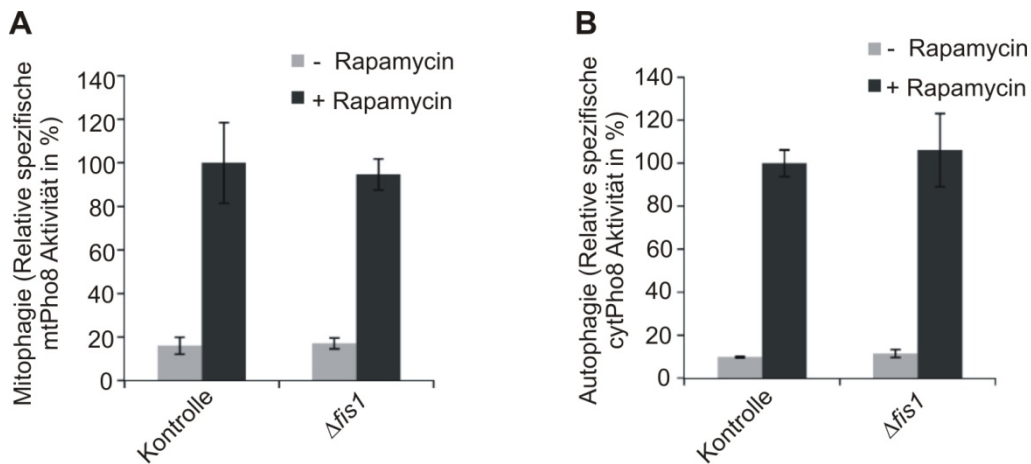 A
- Rapamycin
+ Rapamycin
Mitophagie (Relative spezifische
mtPho8 Aktivität in %)
140
120
100
80
60
40
20
0
Kontrolle
Δfis1
B
- Rapamycin
+ Rapamycin
Autophagie (Relative spezifische
cytPho8 Aktivität in %)
140
120
100
80
60
40
20
0
Kontrolle
Δfis1